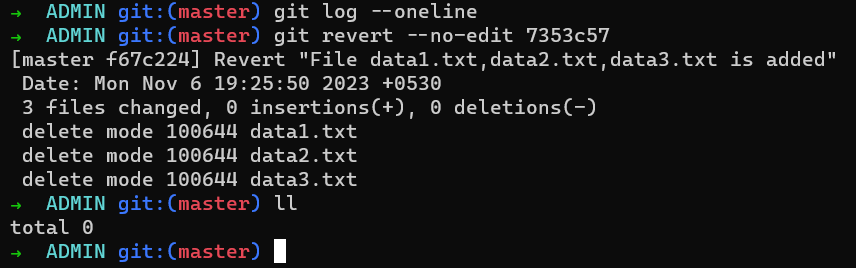 → ADMIN git:(master) git log --oneline
→ ADMIN git:(master) git revert --no-edit 7353c57
[master f67c224] Revert "File data1.txt,data2.txt,data3.txt is added"
Date: Mon Nov 6 19:25:50 2023 +0530
3 files changed, 0 insertions(+), 0 deletions(-)
delete mode 100644 data1.txt
delete mode 100644 data2.txt
delete mode 100644 data3.txt
→ ADMIN git:(master) ll
total 0
→ ADMIN git:(master)